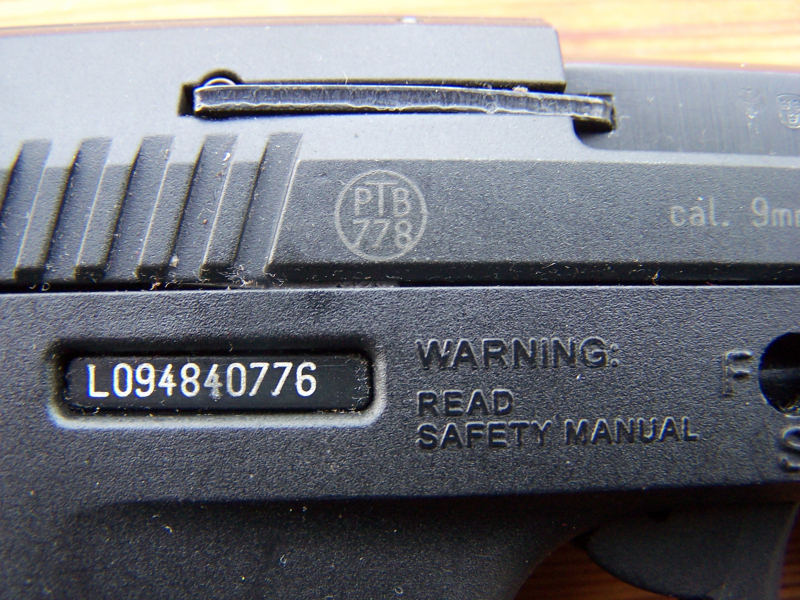 PTB
778
cal. 9mm
L094840776
WARNING:
READ
SAFETY MANUAL
F
S